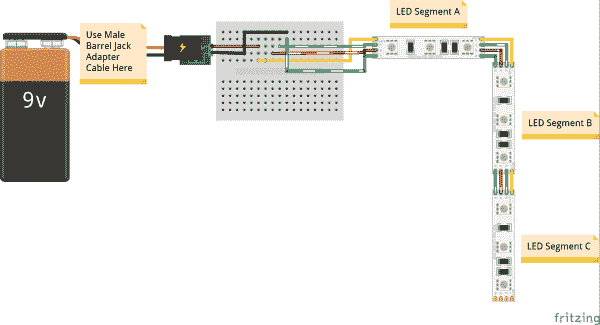 LED Segment A
Use Male
Barrel Jack
Adapter
Cable Here
9v
LED Segment B
LED Segment C
fritzing